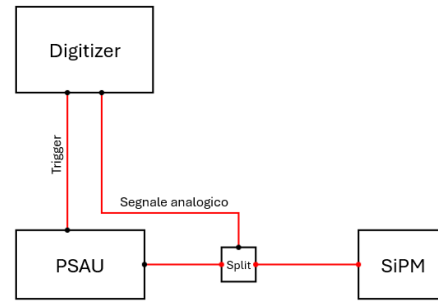 Digitizer
Trigger
Segnale analogico
PSAU
Split
SiPM